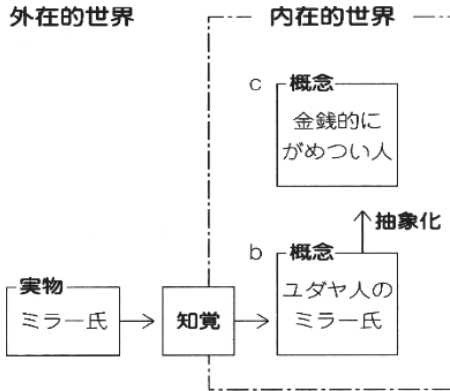 外在的世界
内在的世界
c
概念
金銭的に
がめつい人
抽象化
b
概念
ユダヤ人の
ミラー氏
実物
ミラー氏
知覚